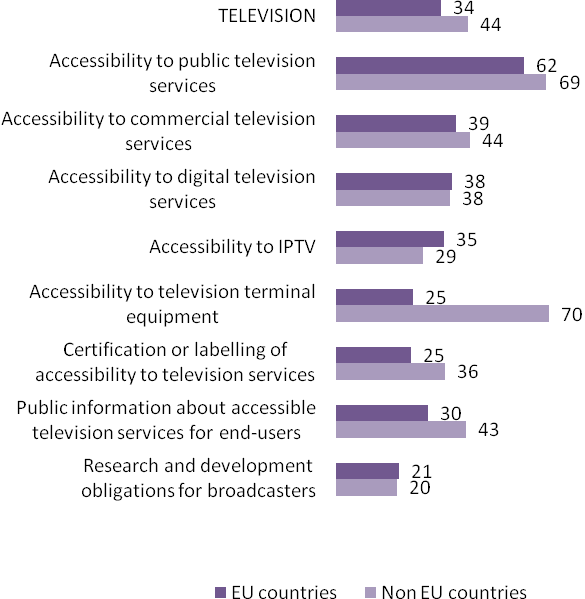 TELEVISION
34
44
Accessibility to public television
services
62
69
Accessibility to commercial television
services
39
44
Accessibility to digital television
services
38
38
Accessibility to IPTV
35
29
Accessibility to television terminal
equipment
25
70
Certification or labelling of
accessibility to television services
25
36
Public information about accessible
television services for end-users
30
43
Research and development
obligations for broadcasters
21
20
EU countries
Non EU countries